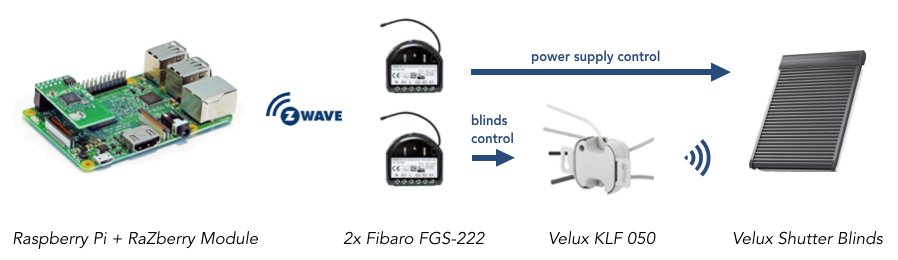 power supply control
Z WAVE
blinds
control
Raspberry Pi + RaZberry Module
2x Fibaro FGS-222
Velux KLF 050
Velux Shutter Blinds